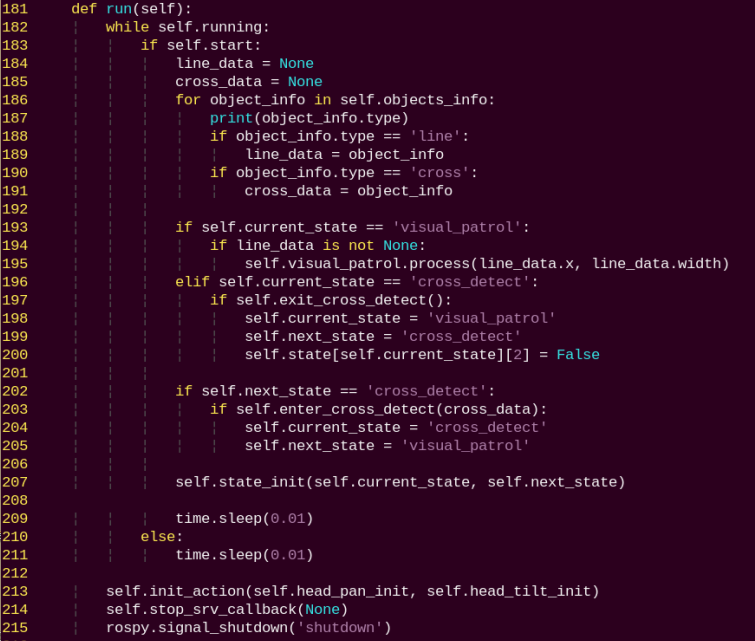 181     def run(self):
182         while self.running:
183             if self.start:
184                 line_data = None
185                 cross_data = None
186                 for object_info in self.objects_info:
187                     print(object_info.type)
188                     if object_info.type == 'line':
189                         line_data = object_info
190                     if object_info.type == 'cross':
191                         cross_data = object_info
192
193                 if self.current_state == 'visual_patrol':
194                     if line_data is not None:
195                         self.visual_patrol.process(line_data.x, line_data.width)
196                 elif self.current_state == 'cross_detect':
197                     if self.exit_cross_detect():
198                         self.current_state = 'visual_patrol'
199                         self.next_state = 'cross_detect'
200                         self.state[self.current_state][2] = False
201
202                 if self.next_state == 'cross_detect':
203                     if self.enter_cross_detect(cross_data):
204                         self.current_state = 'cross_detect'
205                         self.next_state = 'visual_patrol'
206
207                 self.state_init(self.current_state, self.next_state)
208
209                 time.sleep(0.01)
210             else:
211                 time.sleep(0.01)
212
213         self.init_action(self.head_pan_init, self.head_tilt_init)
214         self.stop_srv_callback(None)
215         rospy.signal_shutdown('shutdown')